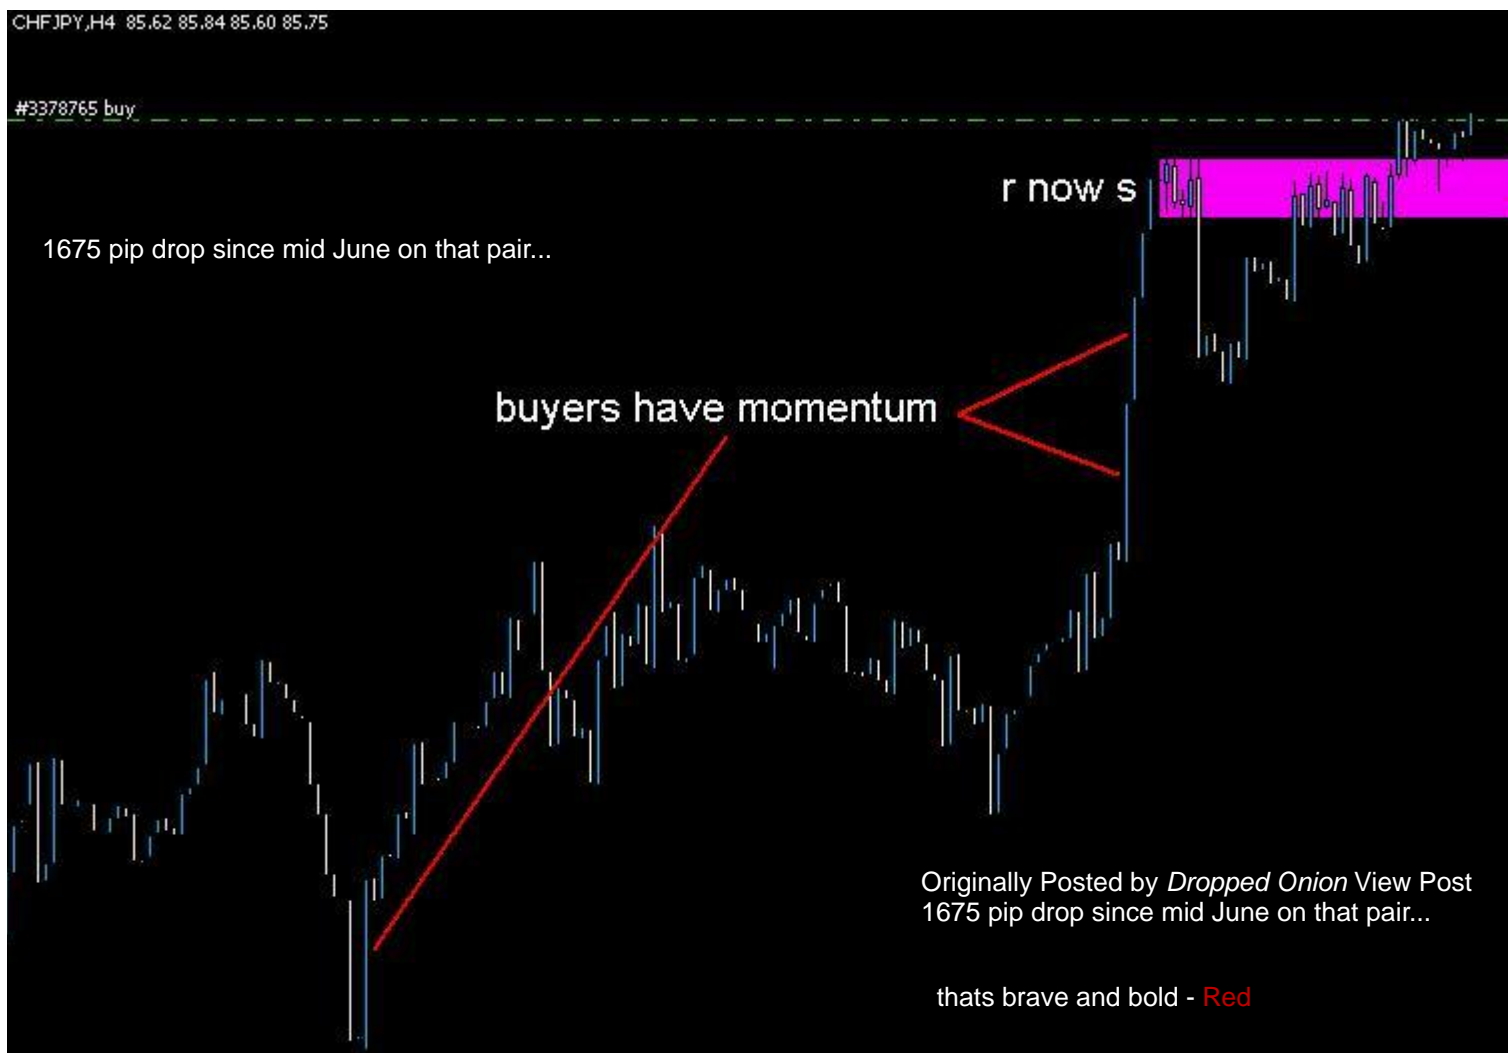 CHFJPY,H4 85.62 85.84 85.60 85.75
#3378765 buy
r now s
1675 pip drop since mid June on that pair...
buyers have momentum
Originally Posted by Dropped Onion View Post
1675 pip drop since mid June on that pair...
thats brave and bold - Red